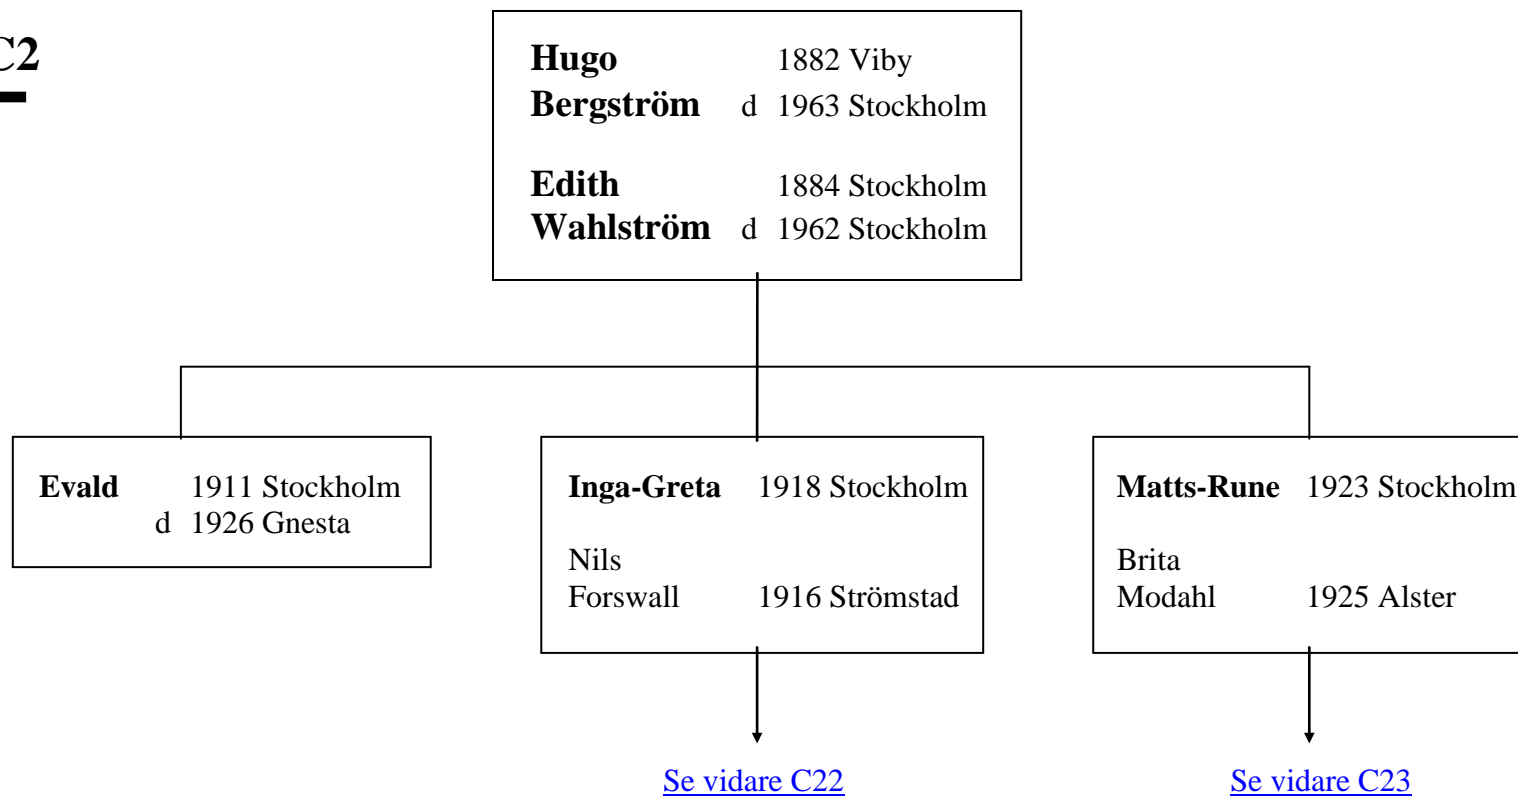 C2
Hugo 1882 Viby
Bergström d 1963 Stockholm
Edith 1884 Stockholm
Wahlström d 1962 Stockholm
Evald 1911 Stockholm
d 1926 Gnesta
Inga-Greta 1918 Stockholm
Nils
Forswall 1916 Strömstad
Matts-Rune 1923 Stockholm
Brita
Modahl 1925 Alster
Se vidare C22
Se vidare C23